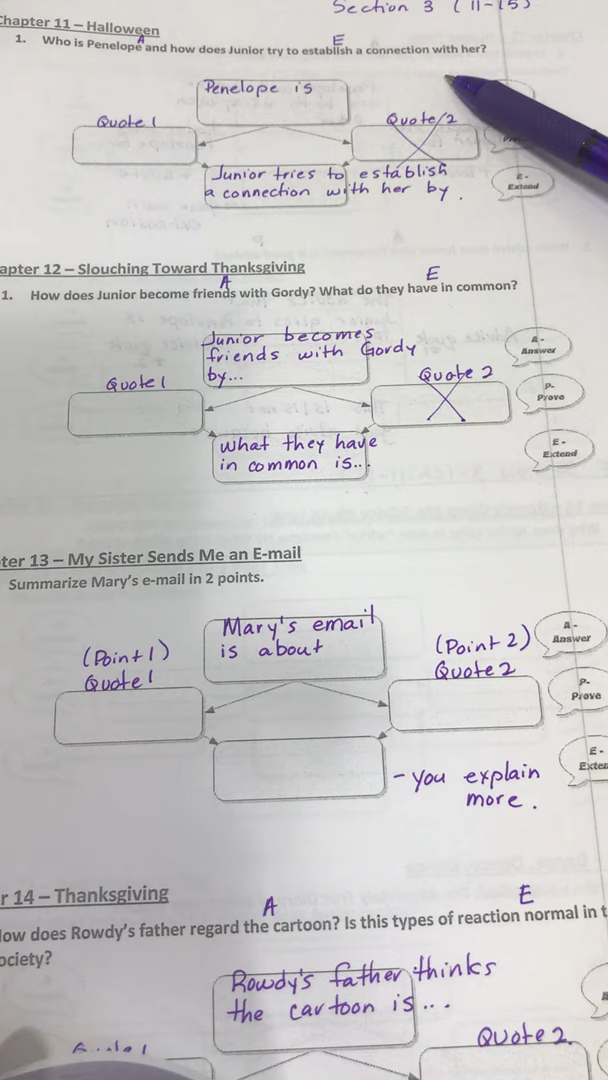 Section 3 (11-15)
Chapter 11 – Halloween
A E
1. Who is Penelope and how does Junior try to establish a connection with her?
Penelope is
Quote 1
Quote 2
E-
Extend
Junior tries to establish
a connection with her by.
apter 12 – Slouching Toward Thanksgiving
A E
1. How does Junior become friends with Gordy? What do they have in common?
Junior becomes
friends with Gordy
by...
A-
Answer
Quote 1
Quote 2
P-
Prove
what they have
in common is...
E-
Extend
ter 13 – My Sister Sends Me an E-mail
Summarize Mary's e-mail in 2 points.
Mary's email
is about
A-
Answer
(Point 1)
Quote 1
(Point 2)
Quote 2
P-
Prove
E-
Exten
- you explain
more.
r 14 – Thanksgiving
A E
How does Rowdy's father regard the cartoon? Is this types of reaction normal in t
ociety?
Rowdy's father thinks
the cartoon is...
Quote 2